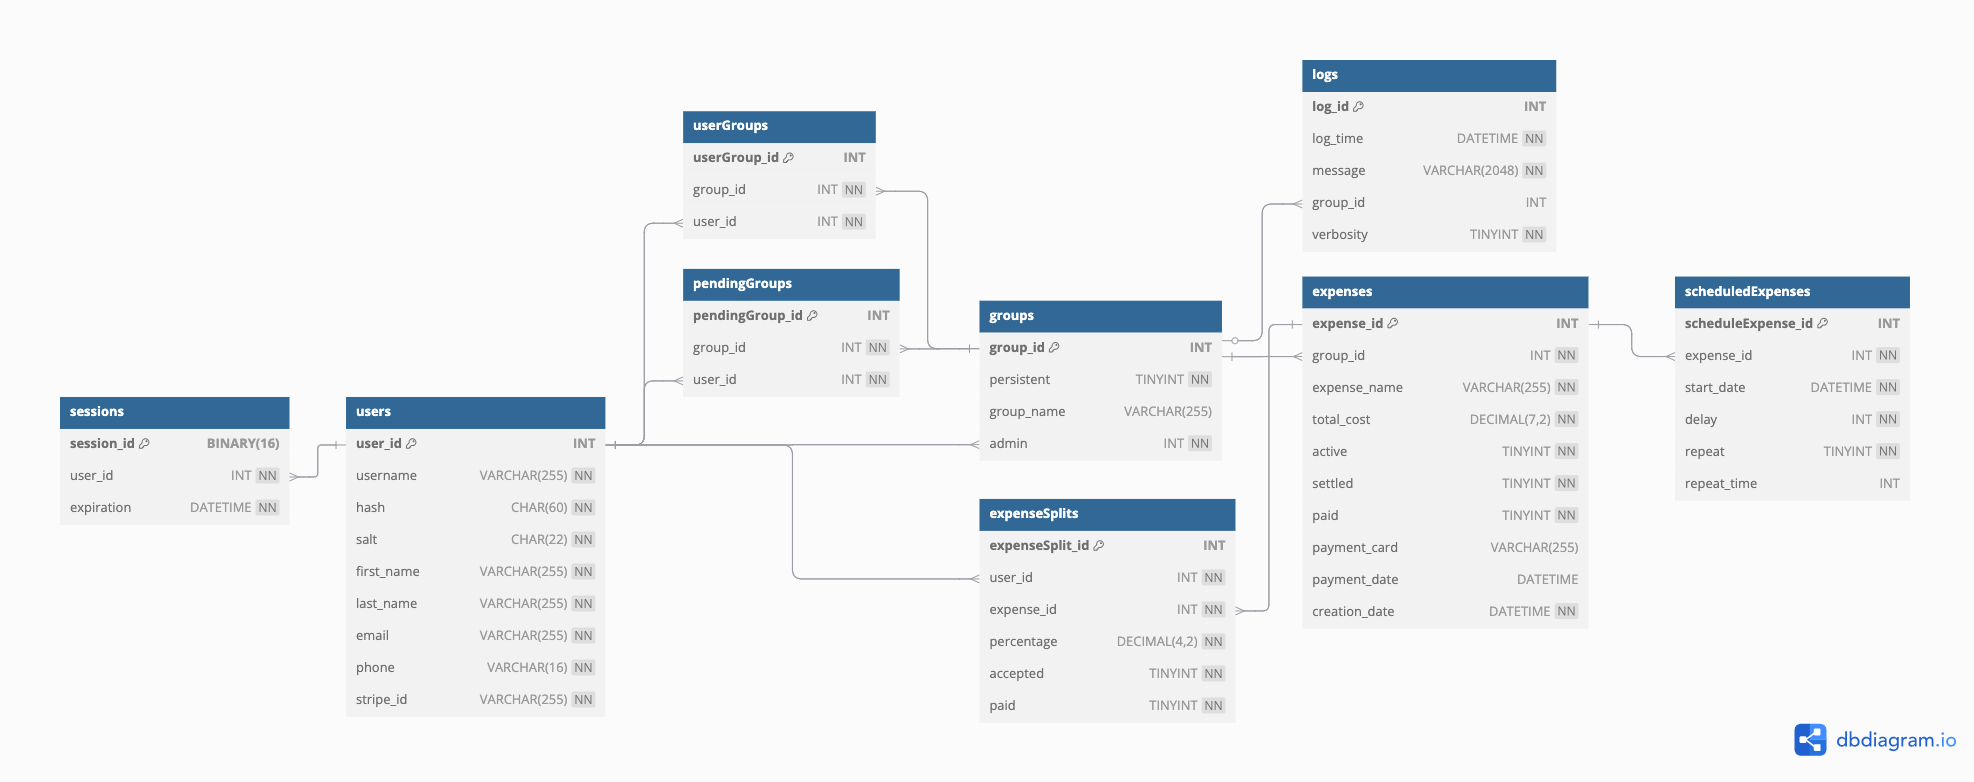 sessions
session_id BINARY(16)
user_id INT NN
expiration DATETIME NN
users
user_id INT
username VARCHAR(255) NN
hash CHAR(60) NN
salt CHAR(22) NN
first_name VARCHAR(255) NN
last_name VARCHAR(255) NN
email VARCHAR(255) NN
phone VARCHAR(16) NN
stripe_id VARCHAR(255) NN
userGroups
userGroup_id INT
group_id INT NN
user_id INT NN
pendingGroups
pendingGroup_id INT
group_id INT NN
user_id INT NN
groups
group_id INT
persistent TINYINT NN
group_name VARCHAR(255)
admin INT NN
expenseSplits
expenseSplit_id INT
user_id INT NN
expense_id INT NN
percentage DECIMAL(4,2) NN
accepted TINYINT NN
paid TINYINT NN
logs
log_id INT
log_time DATETIME NN
message VARCHAR(2048) NN
group_id INT
verbosity TINYINT NN
expenses
expense_id INT
group_id INT NN
expense_name VARCHAR(255) NN
total_cost DECIMAL(7,2) NN
active TINYINT NN
settled TINYINT NN
paid TINYINT NN
payment_card VARCHAR(255)
payment_date DATETIME
creation_date DATETIME NN
scheduledExpenses
scheduleExpense_id INT
expense_id INT NN
start_date DATETIME NN
delay INT NN
repeat TINYINT NN
repeat_time INT
dbdiagram.io